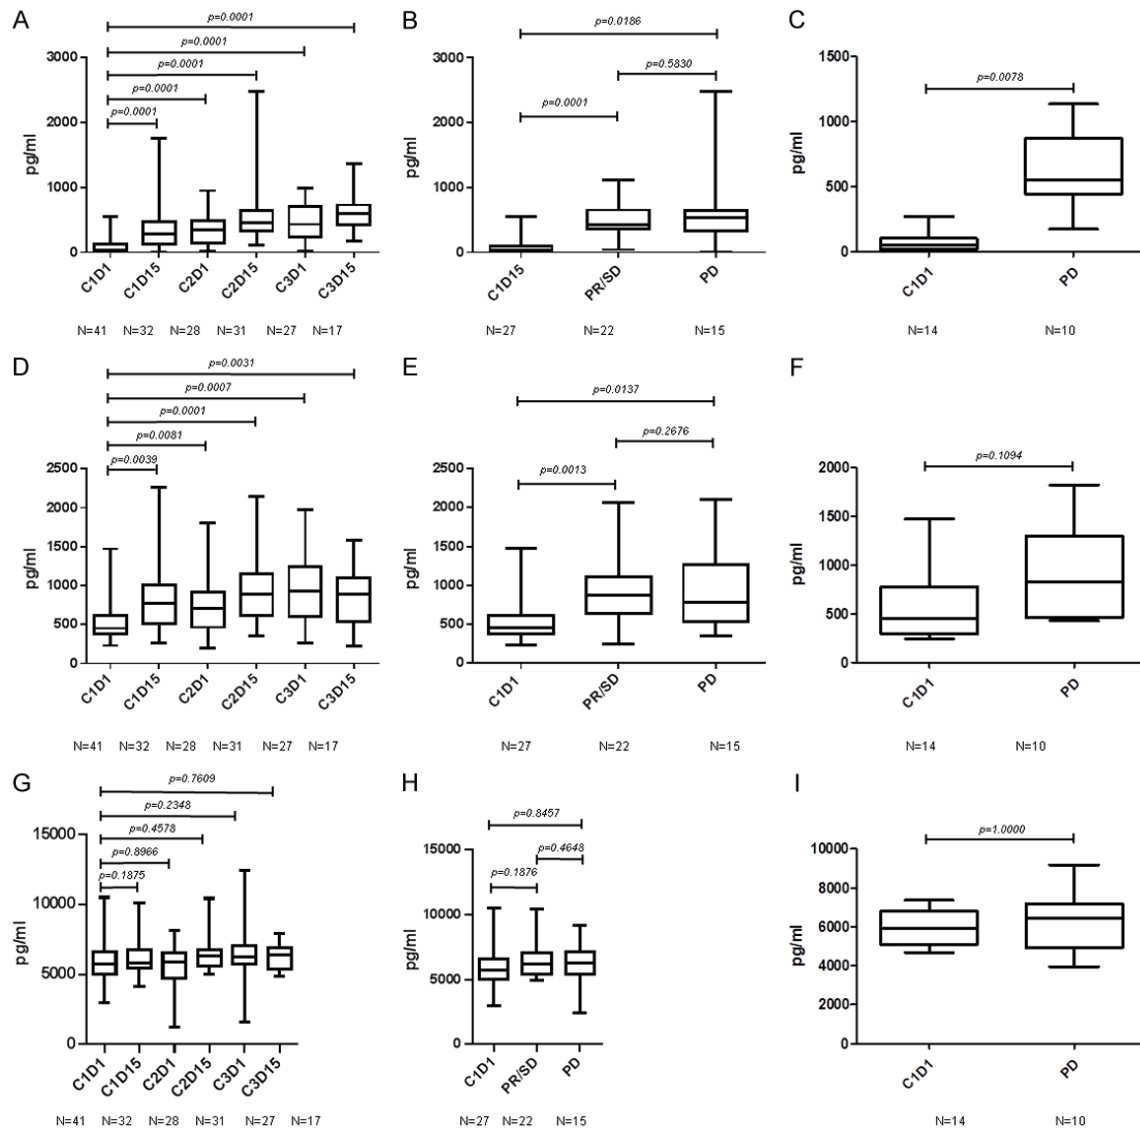 A
p=0.0001
p=0.0001
p=0.0001
p=0.0001
p=0.0001
3000
2000
1000
0
pg/ml
C1D1
C1D15
C2D1
C2D15
C3D1
C3D15
N=41 N=32 N=28 N=31 N=27 N=17
B
p=0.0186
p=0.5830
p=0.0001
3000
2000
1000
0
pg/ml
C1D15
PR/SD
PD
N=27 N=22 N=15
C
p=0.0078
1500
1000
500
0
pg/ml
C1D1
PD
N=14 N=10
D
p=0.0031
p=0.0007
p=0.0001
p=0.0081
p=0.0039
2500
2000
1500
1000
500
0
pg/ml
C1D1
C1D15
C2D1
C2D15
C3D1
C3D15
N=41 N=32 N=28 N=31 N=27 N=17
E
p=0.0137
p=0.2676
p=0.0013
2500
2000
1500
1000
500
0
pg/ml
C1D1
PR/SD
PD
N=27 N=22 N=15
F
p=0.1094
2000
1500
1000
500
0
pg/ml
C1D1
PD
N=14 N=10
G
p=0.7609
p=0.2348
p=0.4578
p=0.8966
p=0.1875
15000
10000
5000
0
pg/ml
C1D1
C1D15
C2D1
C2D15
C3D1
C3D15
N=41 N=32 N=28 N=31 N=27 N=17
H
p=0.8457
p=0.4648
p=0.1876
15000
10000
5000
0
pg/ml
C1D1
PR/SD
PD
N=27 N=22 N=15
I
p=1.0000
10000
8000
6000
4000
2000
0
pg/ml
C1D1
PD
N=14 N=10